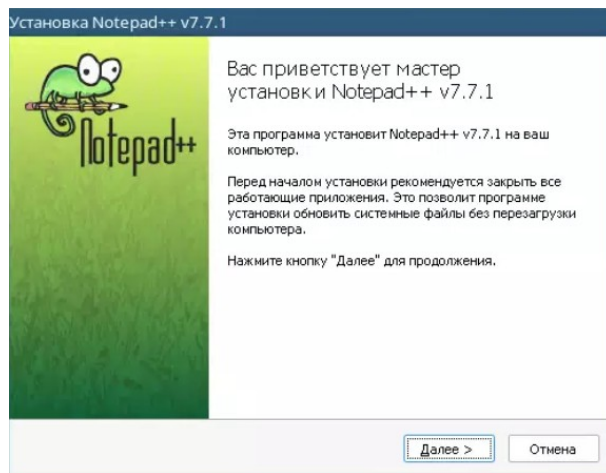 Установка Notepad++ v7.7.1
Notepad++
Вас приветствует мастер
установки Notepad++ v7.7.1
Эта программа установит Notepad++ v7.7.1 на ваш
компьютер.
Перед началом установки рекомендуется закрыть все
работающие приложения. Это позволит программе
установки обновить системные файлы без перезагрузки
компьютера.
Нажмите кнопку "Далее" для продолжения.
Далее >
Отмена